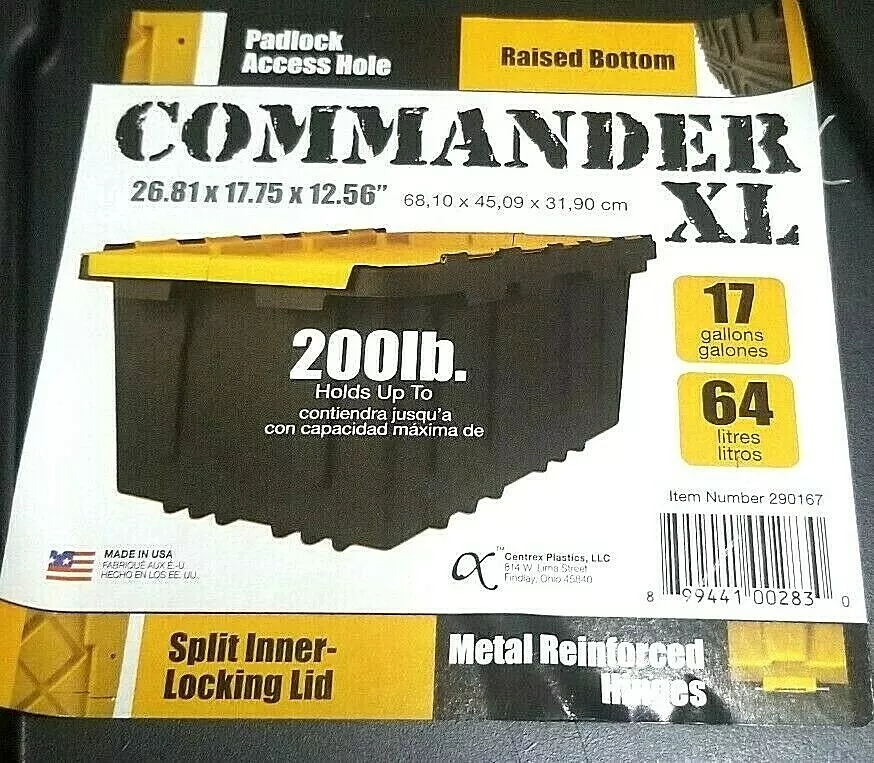 Padlock
Access Hole
Raised Bottom
COMMANDER
XL
26.81 x 17.75 x 12.56” 68,10 x 45,09 x 31,90 cm
17
gallons
galones
64
litres
litros
200lb.
Holds Up To
contiendra jusqu'a
con capacidad máxima de
Item Number 290167
MADE IN USA
FABRIQUÉ AUX É.-U.
HECHO EN LOS EE. UU.
α™
Centrex Plastics, LLC
814 W. Lima Street
Findlay, Ohio 45840
8 99441 00283 0
Split Inner-
Locking Lid
Metal Reinforced
Hinges